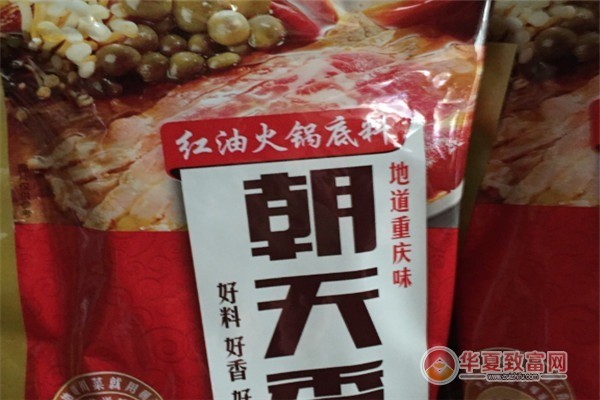 红油火锅底料
地道重庆味
朝天香
好料 好香 好
华夏致富网